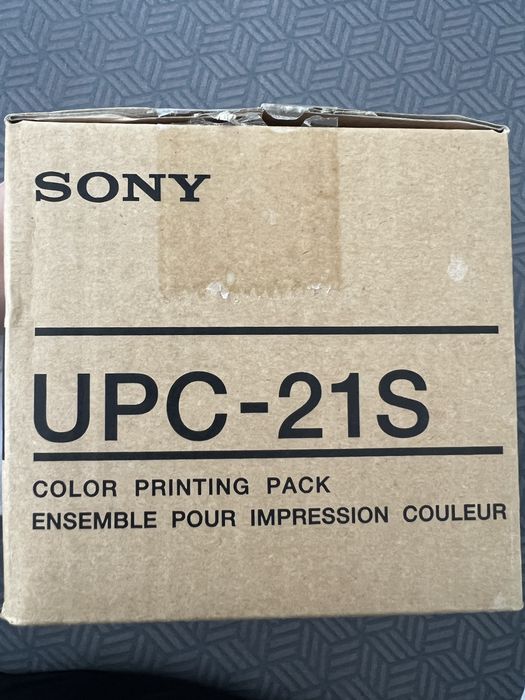 SONY
UPC-21S
COLOR PRINTING PACK
ENSEMBLE POUR IMPRESSION COULEUR